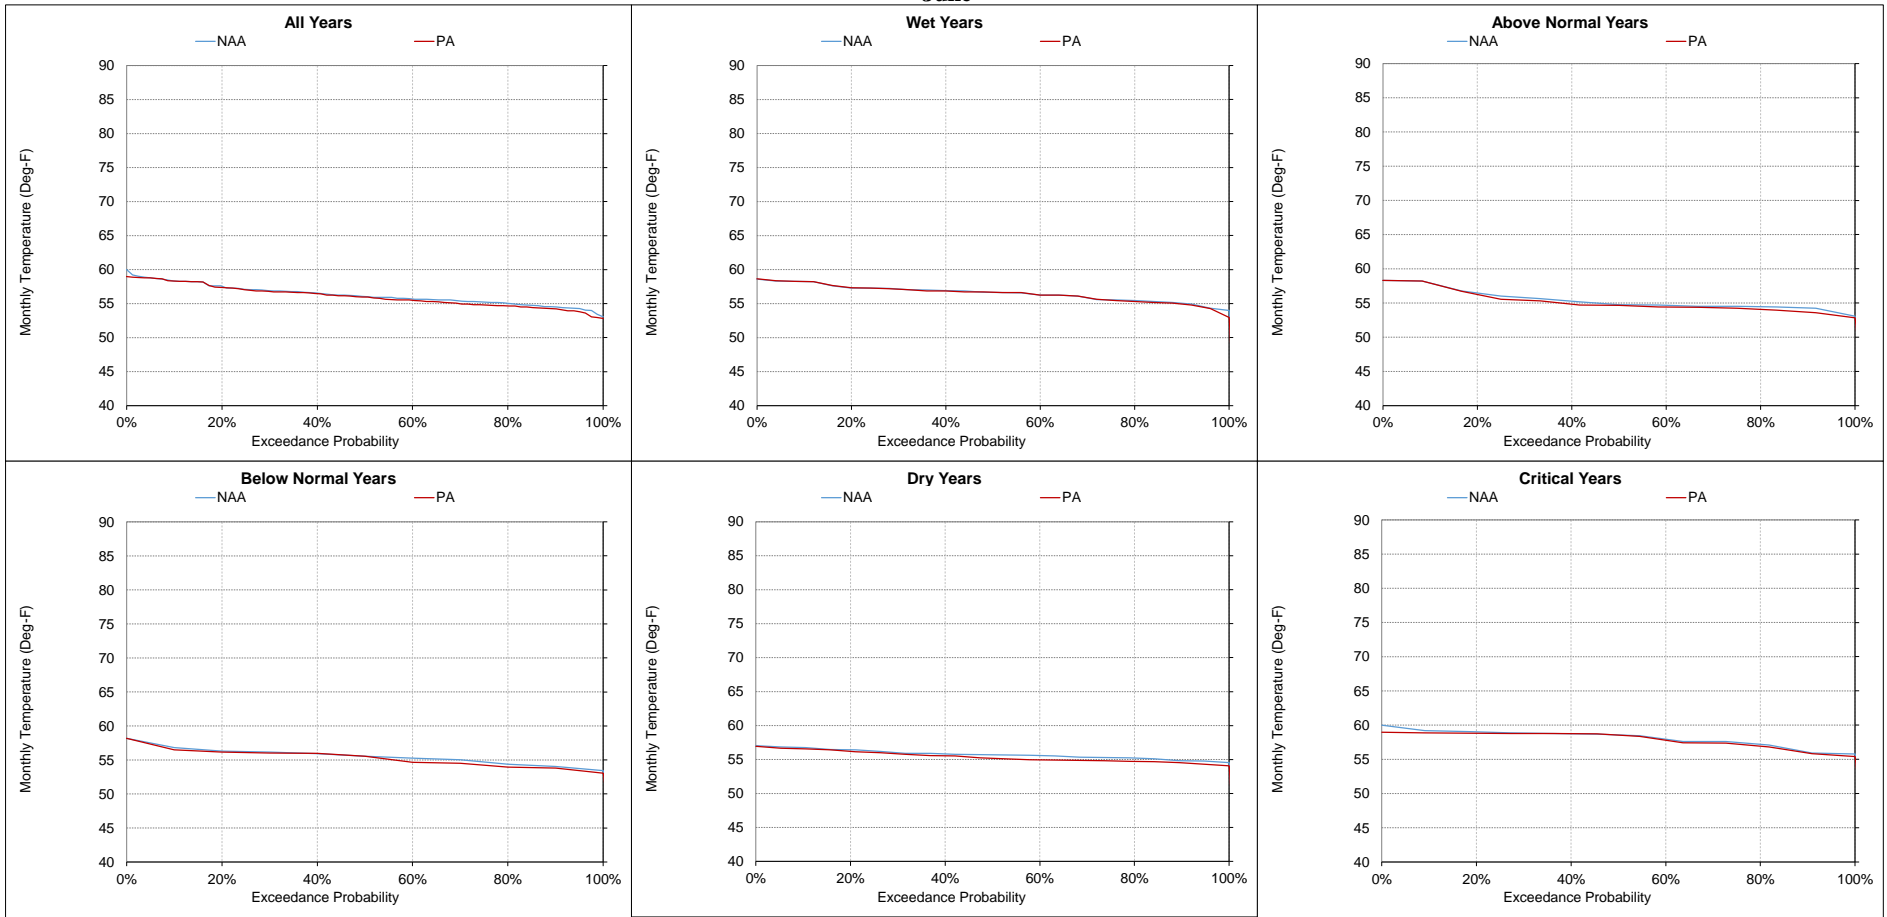 All Years
NAA PA
90
85
80
75
70
65
60
55
50
45
40
0% 20% 40% 60% 80% 100%
Monthly Temperature (Deg-F)
Exceedance Probability
Wet Years
NAA PA
90
85
80
75
70
65
60
55
50
45
40
0% 20% 40% 60% 80% 100%
Monthly Temperature (Deg-F)
Exceedance Probability
Above Normal Years
NAA PA
90
85
80
75
70
65
60
55
50
45
40
0% 20% 40% 60% 80% 100%
Monthly Temperature (Deg-F)
Exceedance Probability
Below Normal Years
NAA PA
90
85
80
75
70
65
60
55
50
45
40
0% 20% 40% 60% 80% 100%
Monthly Temperature (Deg-F)
Exceedance Probability
Dry Years
NAA PA
90
85
80
75
70
65
60
55
50
45
40
0% 20% 40% 60% 80% 100%
Monthly Temperature (Deg-F)
Exceedance Probability
Critical Years
NAA PA
90
85
80
75
70
65
60
55
50
45
40
0% 20% 40% 60% 80% 100%
Monthly Temperature (Deg-F)
Exceedance Probability